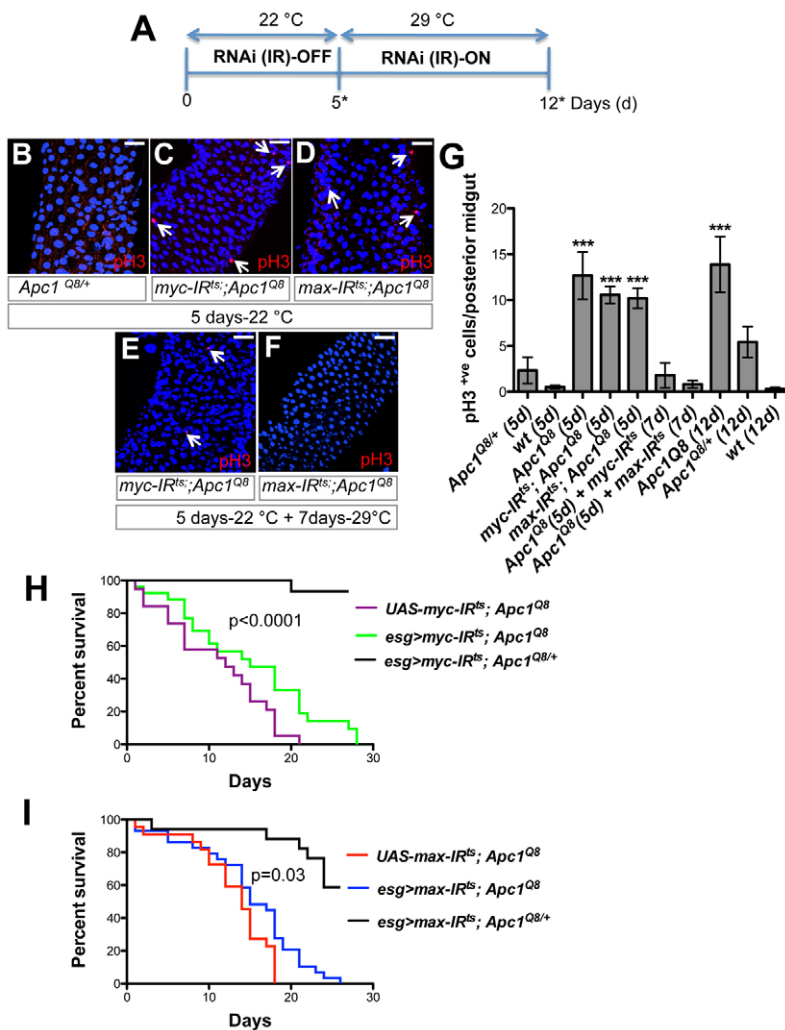 A
22 °C
29 °C
RNAi (IR)-OFF
RNAi (IR)-ON
0
5*
12* Days (d)
B
C
D
pH3
pH3
pH3
Apc1 Q8/+
myc-IRts;;Apc1Q8
max-IRts;;Apc1Q8
5 days-22 °C
E
F
pH3
pH3
myc-IRts;;Apc1Q8
max-IRts;;Apc1Q8
5 days-22 °C + 7days-29°C
G
pH3 +ve cells/posterior midgut
20
15
10
5
0
***
***
***
***
Apc1Q8/+ (5d)
wt (5d)
Apc1Q8 (5d)
myc-IRts; Apc1Q8 (5d)
max-IRts; Apc1Q8 (5d)
Apc1Q8(5d) + myc-IRts (7d)
Apc1Q8(5d) + max-IRts (7d)
Apc1Q8 (12d)
Apc1Q8/+ (12d)
wt (12d)
H
Percent survival
100
80
60
40
20
0
0
10
20
30
Days
p<0.0001
UAS-myc-IRts; Apc1Q8
esg>myc-IRts; Apc1Q8
esg>myc-IRts; Apc1Q8/+
I
Percent survival
100
80
60
40
20
0
0
10
20
30
Days
p=0.03
UAS-max-IRts; Apc1Q8
esg>max-IRts; Apc1Q8
esg>max-IRts; Apc1Q8/+